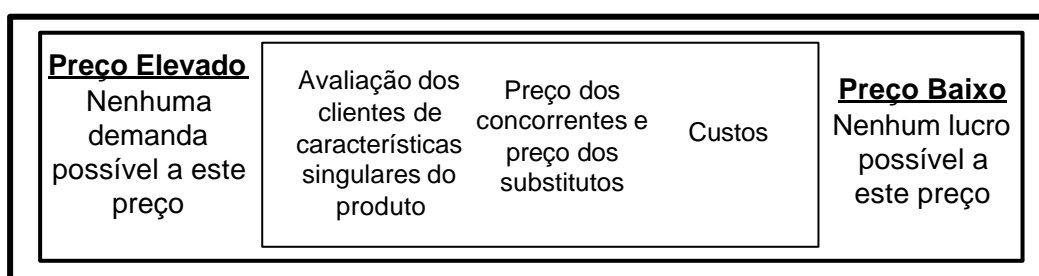 Preço Elevado
Nenhuma
demanda
possível a este
preço
Avaliação dos
clientes de
características
singulares do
produto
Preço dos
concorrentes e
preço dos
substitutos
Custos
Preço Baixo
Nenhum lucro
possível a
este preço